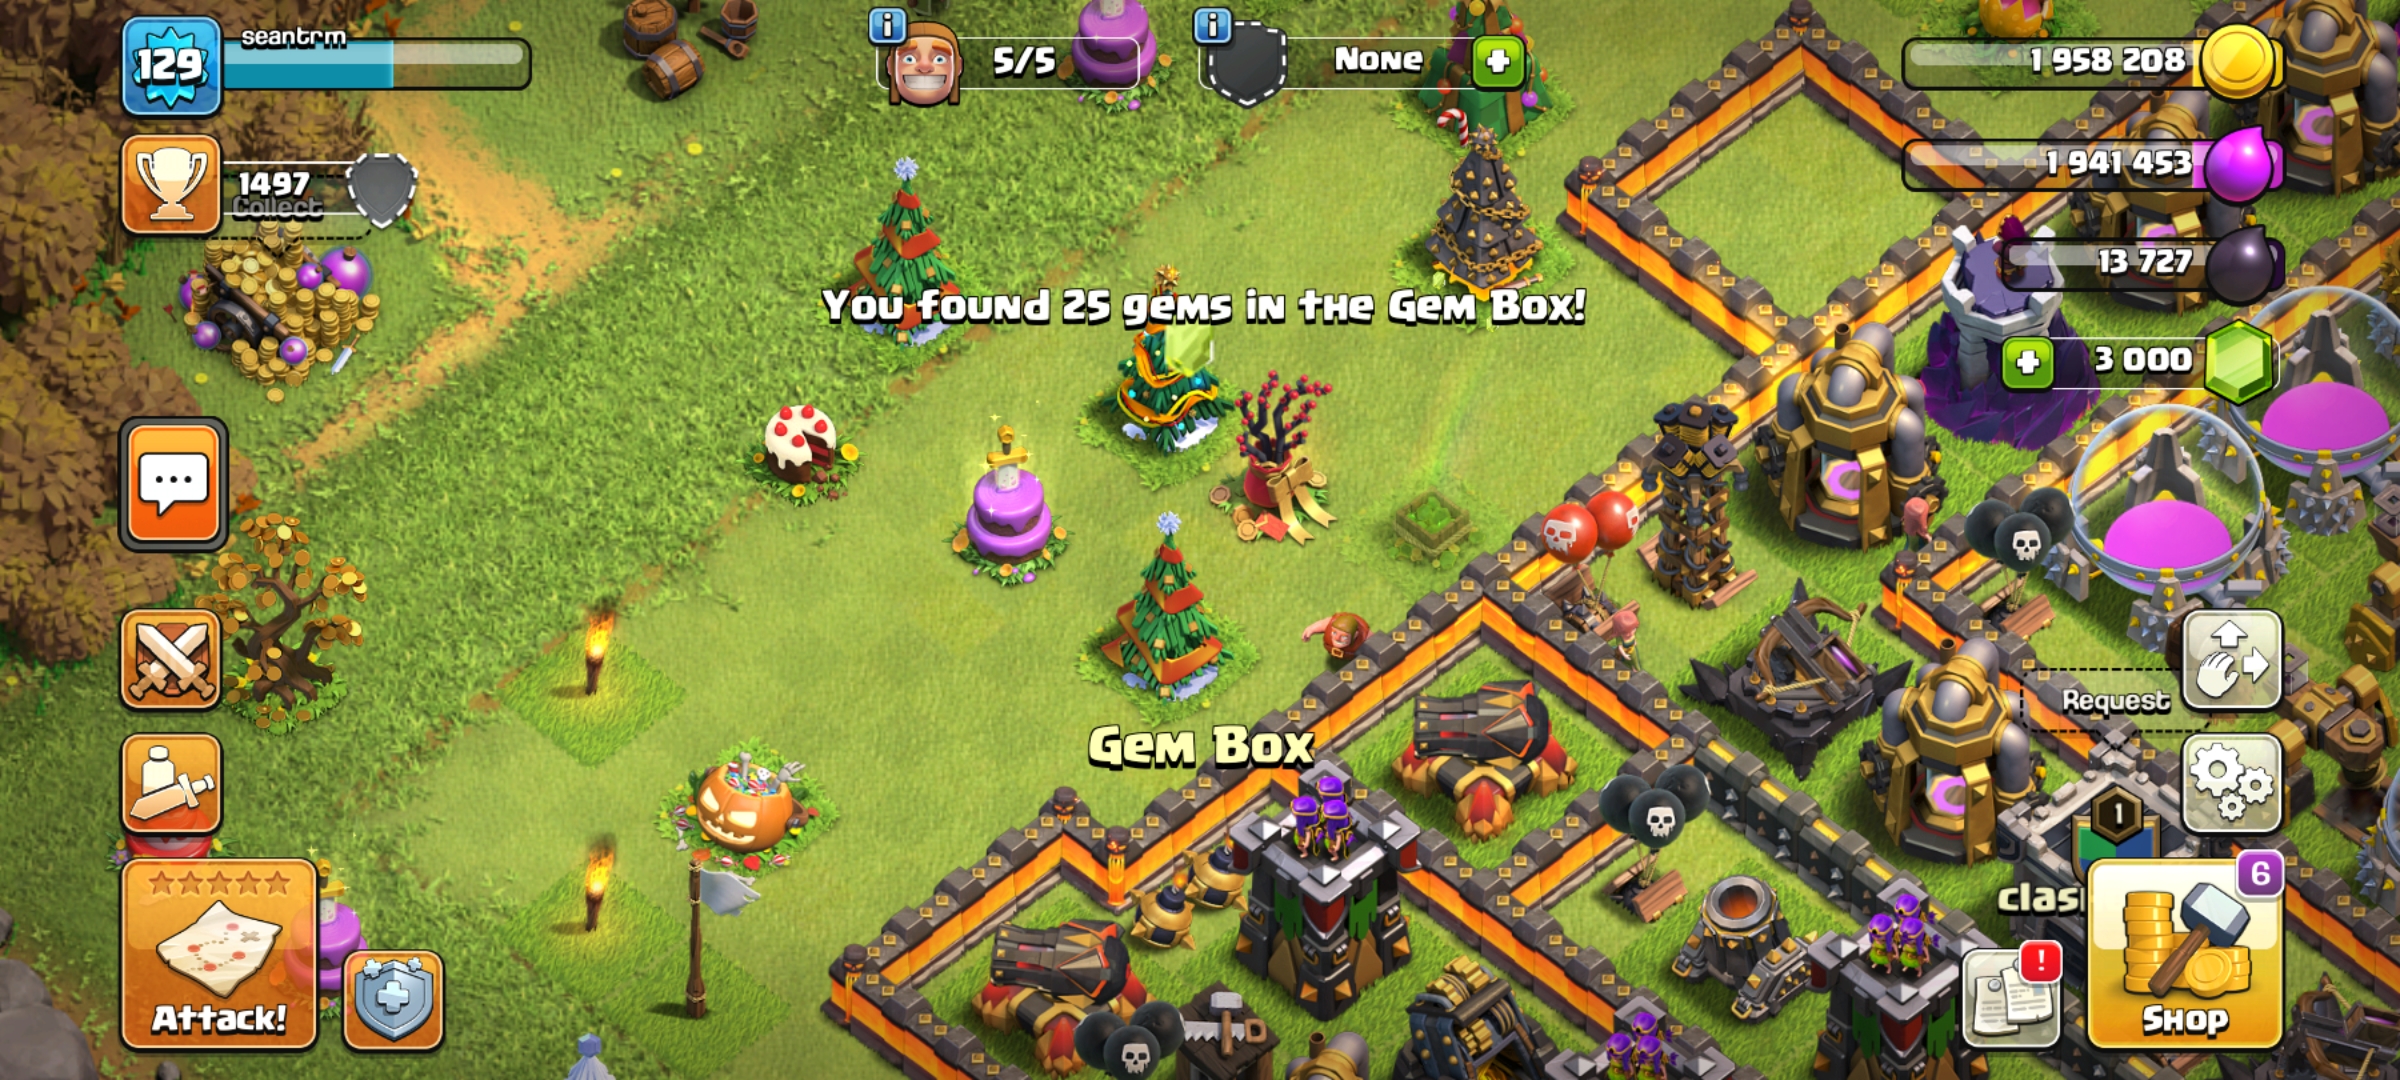 129
seantrm
5/5
None
1 958 208
1497
Collect
1 941 453
13 727
You found 25 gems in the Gem Box!
3 000
Request
Gem Box
1
6
clas
Attack!
!
Shop